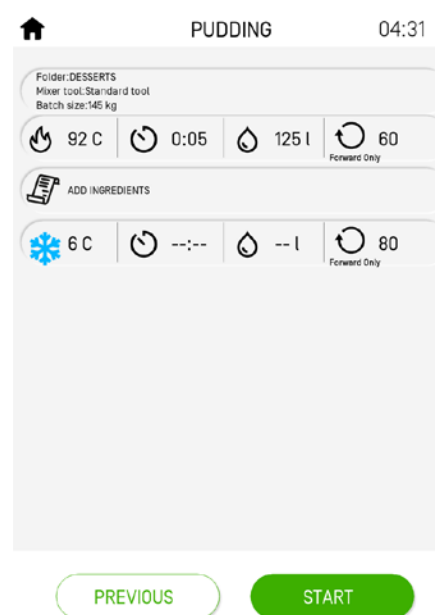 PUDDING 04:31
Folder:DESSERTS
Mixer tool:Standard tool
Batch size:145 kg
92 C 0:05 125 l 60
Forward Only
ADD INGREDIENTS
6 C --:-- -- l 80
Forward Only
PREVIOUS START